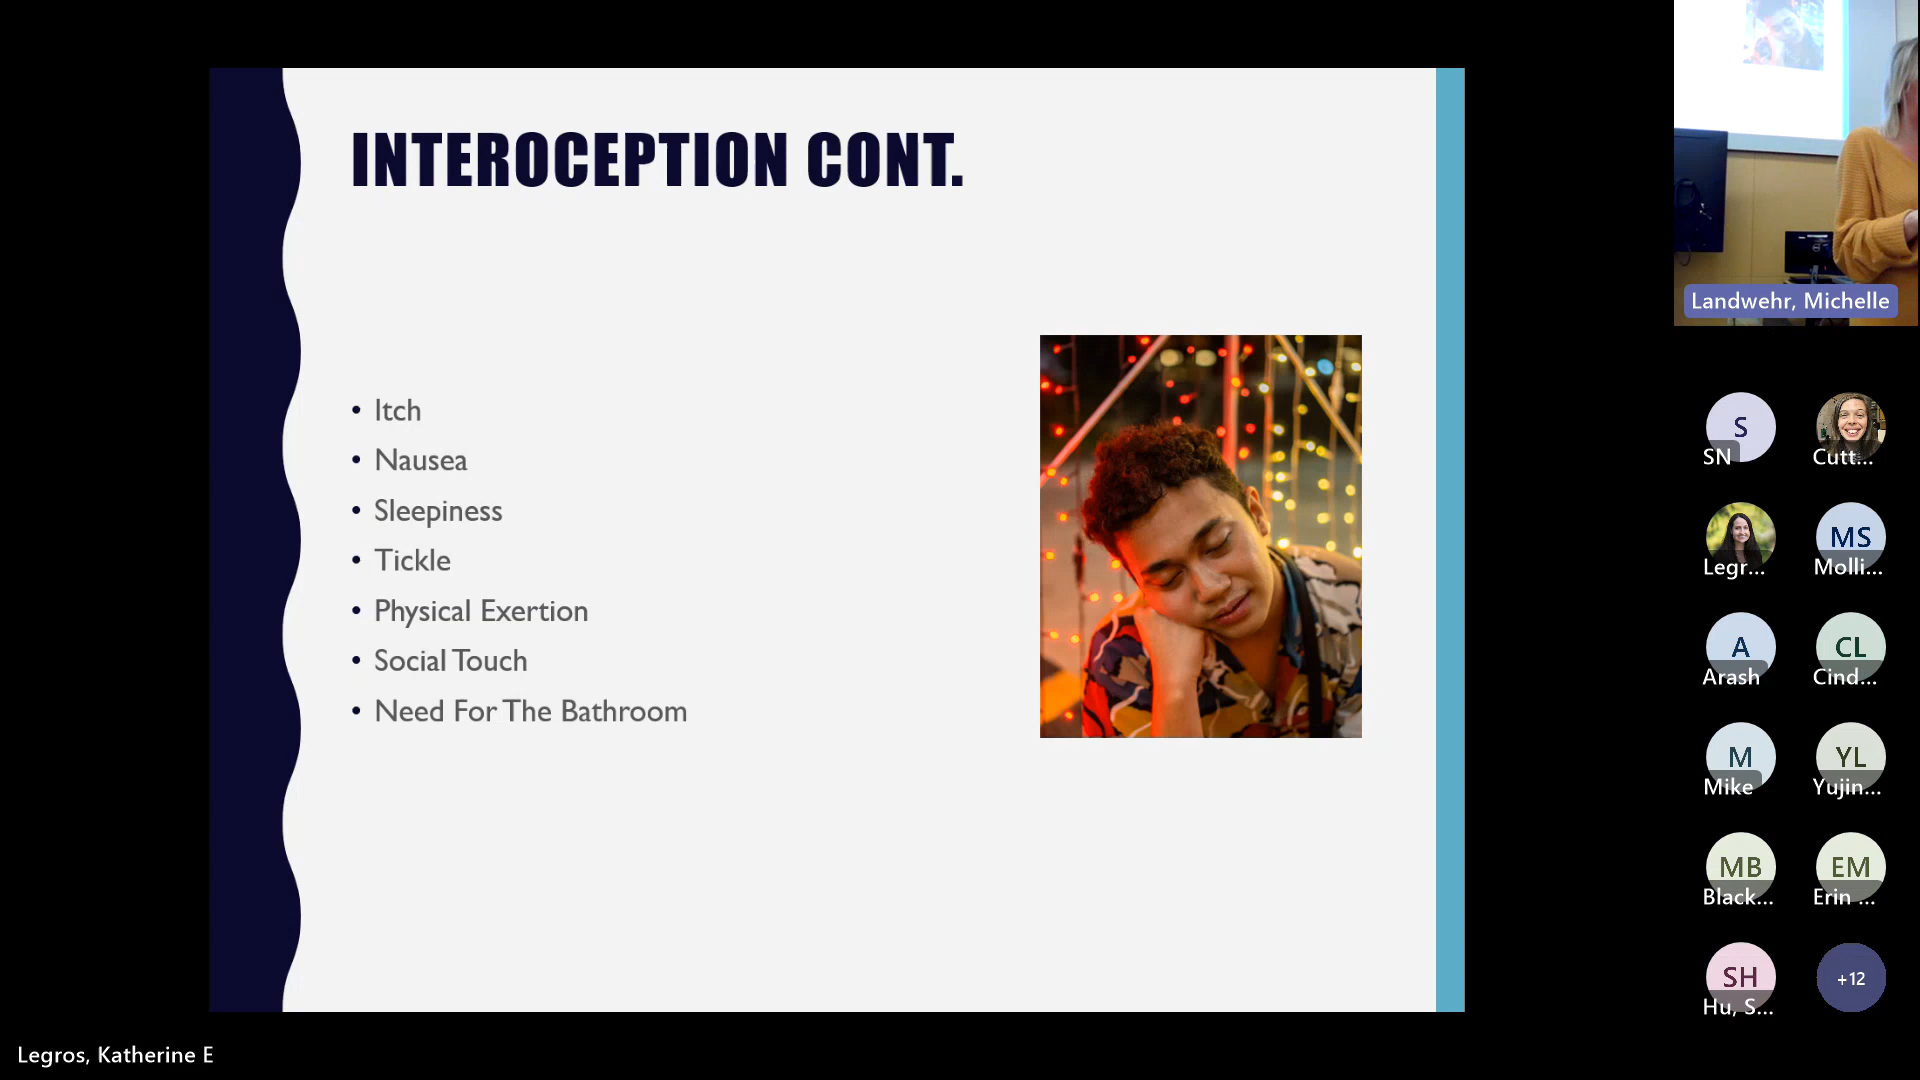 INTEROCEPTION CONT.
• Itch
• Nausea
• Sleepiness
• Tickle
• Physical Exertion
• Social Touch
• Need For The Bathroom
Landwehr, Michelle
S
SN
Cutt...
Legr...
MS
Molli...
A
Arash
CL
Cind...
M
Mike
YL
Yujin...
MB
Black...
EM
Erin ...
SH
Hu, S...
+12
Legros, Katherine E